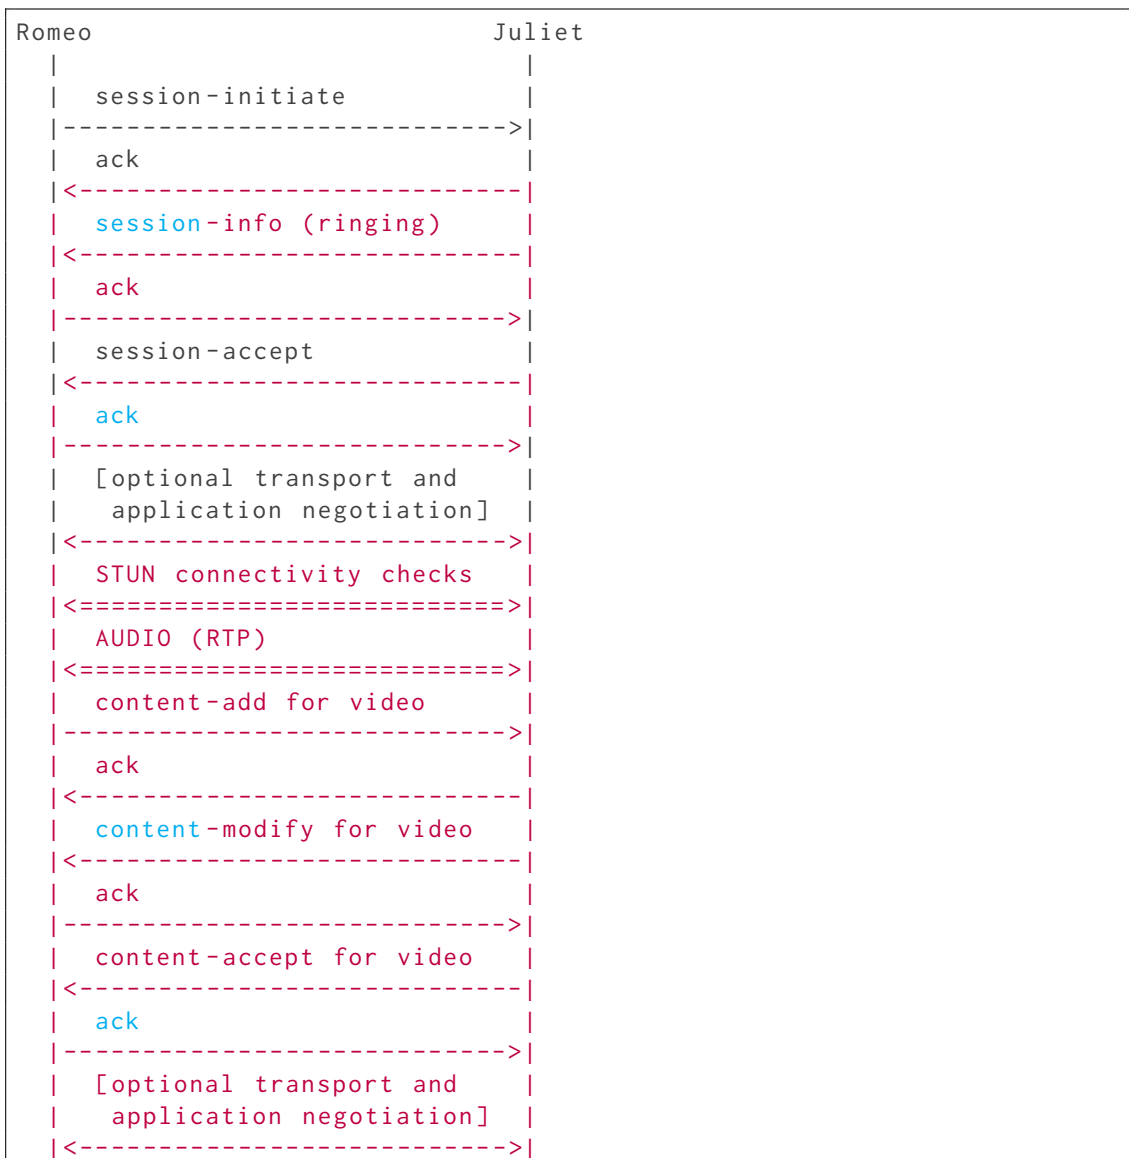 Romeo                         Juliet
  |                             |
  |  session-initiate           |
  |---------------------------->|
  |  ack                        |
  |<----------------------------|
  |  session-info (ringing)     |
  |<----------------------------|
  |  ack                        |
  |---------------------------->|
  |  session-accept             |
  |<----------------------------|
  |  ack                        |
  |---------------------------->|
  |  [optional transport and    |
  |   application negotiation]  |
  |<--------------------------->|
  |  STUN connectivity checks   |
  |<===========================>|
  |  AUDIO (RTP)                |
  |<===========================>|
  |  content-add for video      |
  |---------------------------->|
  |  ack                        |
  |<----------------------------|
  |  content-modify for video   |
  |<----------------------------|
  |  ack                        |
  |---------------------------->|
  |  content-accept for video   |
  |<----------------------------|
  |  ack                        |
  |---------------------------->|
  |  [optional transport and    |
  |   application negotiation]  |
  |<--------------------------->|